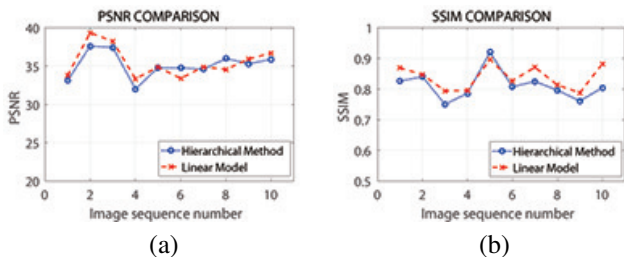 PSNR COMPARISON
40
35
30
25
20
PSNR
Hierarchical Method
Linear Model
0 2 4 6 8 10
Image sequence number
(a)
SSIM COMPARISON
1
0.9
0.8
0.7
0.6
0.5
SSIM
Hierarchical Method
Linear Model
0 2 4 6 8 10
Image sequence number
(b)